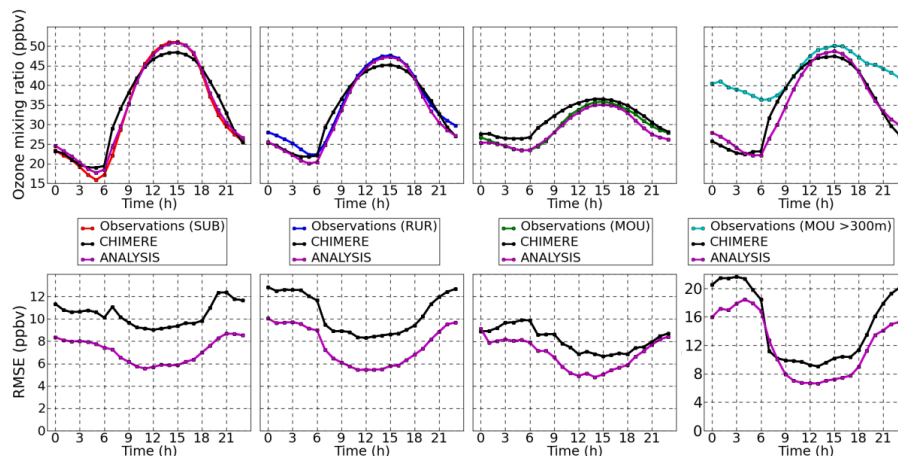 Ozone mixing ratio (ppbv)
50
45
40
35
30
25
20
15
0 3 6 9 12 15 18 21
0 3 6 9 12 15 18 21
0 3 6 9 12 15 18 21
0 3 6 9 12 15 18 21
Time (h)
Time (h)
Time (h)
Time (h)
Observations (SUB)
CHIMERE
ANALYSIS
Observations (RUR)
CHIMERE
ANALYSIS
Observations (MOU)
CHIMERE
ANALYSIS
Observations (MOU >300m)
CHIMERE
ANALYSIS
RMSE (ppbv)
12
10
8
6
4
2
0
20
16
12
8
4
0
0 3 6 9 12 15 18 21
0 3 6 9 12 15 18 21
0 3 6 9 12 15 18 21
0 3 6 9 12 15 18 21
Time (h)
Time (h)
Time (h)
Time (h)